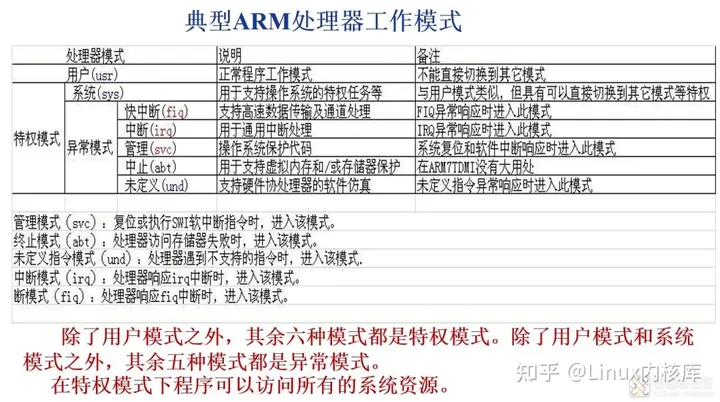 典型ARM处理器工作模式
处理器模式 说明 备注
用户(usr) 正常程序工作模式 不能直接切换到其它模式
特权模式 系统(sys) 用于支持操作系统的特权任务等 与用户模式类似，但具有可以直接切换到其它模式等特权
异常模式 快中断(fiq) 支持高速数据传输及通道处理 FIQ异常响应时进入此模式
中断(irq) 用于通用中断处理 IRQ异常响应时进入此模式
管理(svc) 操作系统保护代码 系统复位和软件中断响应时进入此模式
中止(abt) 用于支持虚拟内存和/或存储器保护 在ARM7TDMI没有大用处
未定义(und) 支持硬件协处理器的软件仿真 未定义指令异常响应时进入此模式
管理模式（svc）：复位或执行SWI软中断指令时，进入该模式。
终止模式（abt）：处理器访问存储器失败时，进入该模式。
未定义指令模式（und）：处理器遇到不支持的指令时，进入该模式.
中断模式（irq）：处理器响应irq中断时，进入该模式。
断模式（fiq）：处理器响应fiq中断时，进入该模式。
除了用户模式之外，其余六种模式都是特权模式。除了用户模式和系统
模式之外，其余五种模式都是异常模式。
在特权模式下程序可以访问所有的系统资源。
知乎 @Linux内核库